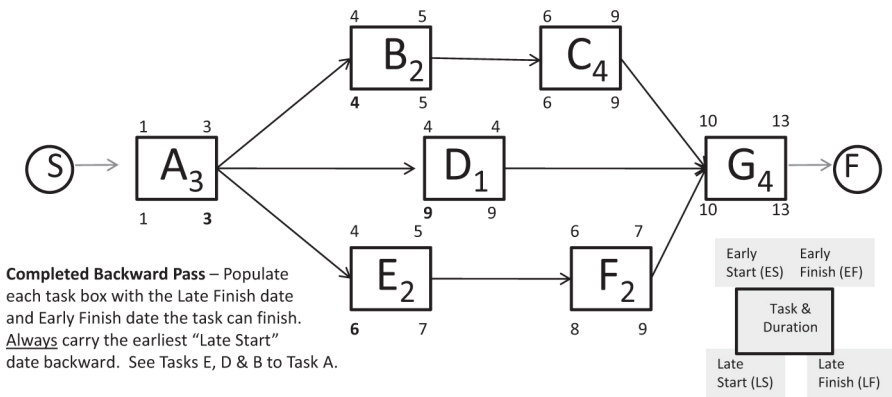 4 5
B2
4 5
6 9
C4
6 9
S
1 3
A3
1 3
4 4
D1
9 9
10 13
G4
10 13
F
4 5
E2
6 7
6 7
F2
8 9
Completed Backward Pass – Populate
each task box with the Late Finish date
and Early Finish date the task can finish.
Always carry the earliest “Late Start”
date backward. See Tasks E, D & B to Task A.
Early
Start (ES)
Early
Finish (EF)
Task &
Duration
Late
Start (LS)
Late
Finish (LF)